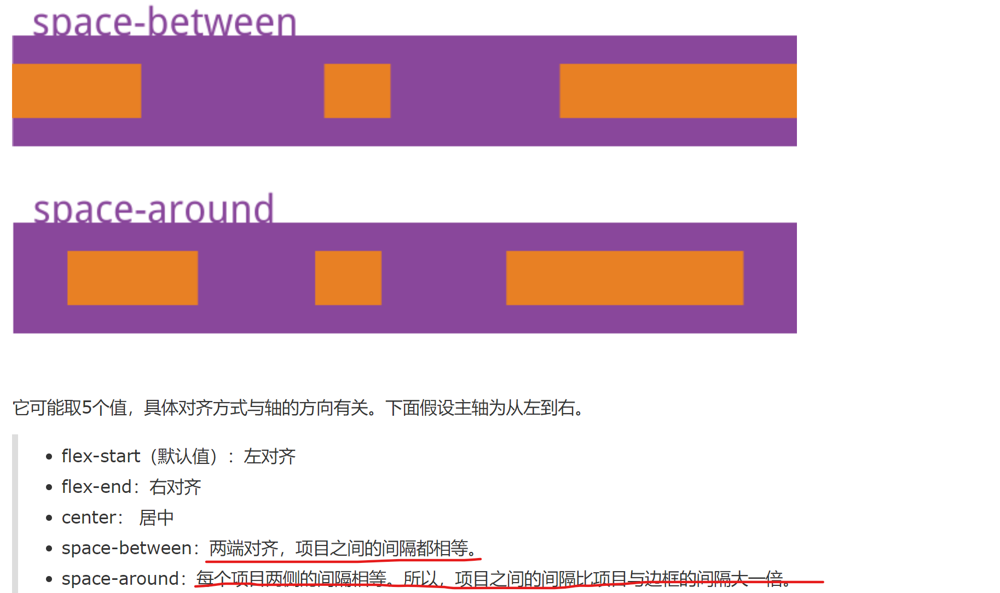 space-between
space-around
它可能取5个值，具体对齐方式与轴的方向有关。下面假设主轴为从左到右。
flex-start（默认值）：左对齐
flex-end：右对齐
center： 居中
space-between：两端对齐，项目之间的间隔都相等。
space-around：每个项目两侧的间隔相等。所以，项目之间的间隔比项目与边框的间隔大一倍。